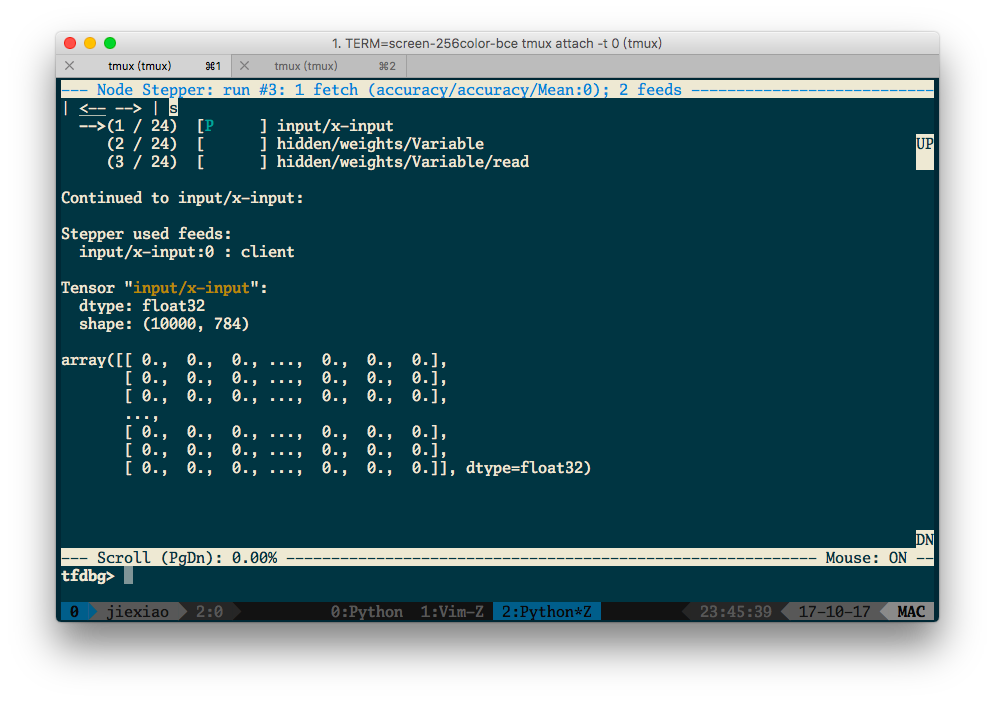 1. TERM=screen-256color-bce tmux attach -t 0 (tmux)
tmux (tmux) ⌘1 tmux (tmux) ⌘2
--- Node Stepper: run #3: 1 fetch (accuracy/accuracy/Mean:0); 2 feeds ---------------------------
| <-- --> | s
-->(1 / 24) [P ] input/x-input
(2 / 24) [ ] hidden/weights/Variable UP
(3 / 24) [ ] hidden/weights/Variable/read
Continued to input/x-input:
Stepper used feeds:
input/x-input:0 : client
Tensor "input/x-input":
dtype: float32
shape: (10000, 784)
array([[ 0., 0., 0., ..., 0., 0., 0.],
[ 0., 0., 0., ..., 0., 0., 0.],
[ 0., 0., 0., ..., 0., 0., 0.],
...,
[ 0., 0., 0., ..., 0., 0., 0.],
[ 0., 0., 0., ..., 0., 0., 0.],
[ 0., 0., 0., ..., 0., 0., 0.]], dtype=float32)
DN
--- Scroll (PgDn): 0.00% ----------------------------------------------------------- Mouse: ON --
tfdbg>
0 jiexiao 2:0 0:Python 1:Vim-Z 2:Python*Z 23:45:39 17-10-17 MAC